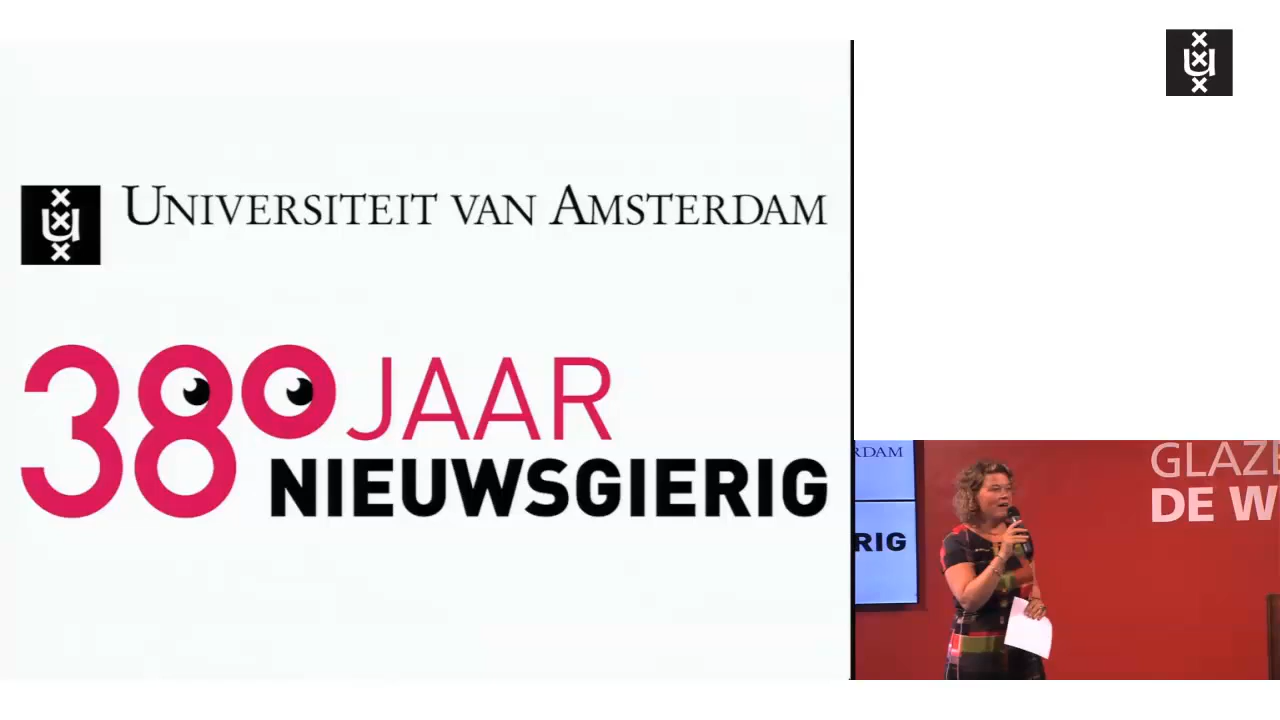 UNIVERSITEIT VAN AMSTERDAM
380 JAAR
NIEUWSGIERIG
RDAM
RIG
GLAZE
DE W